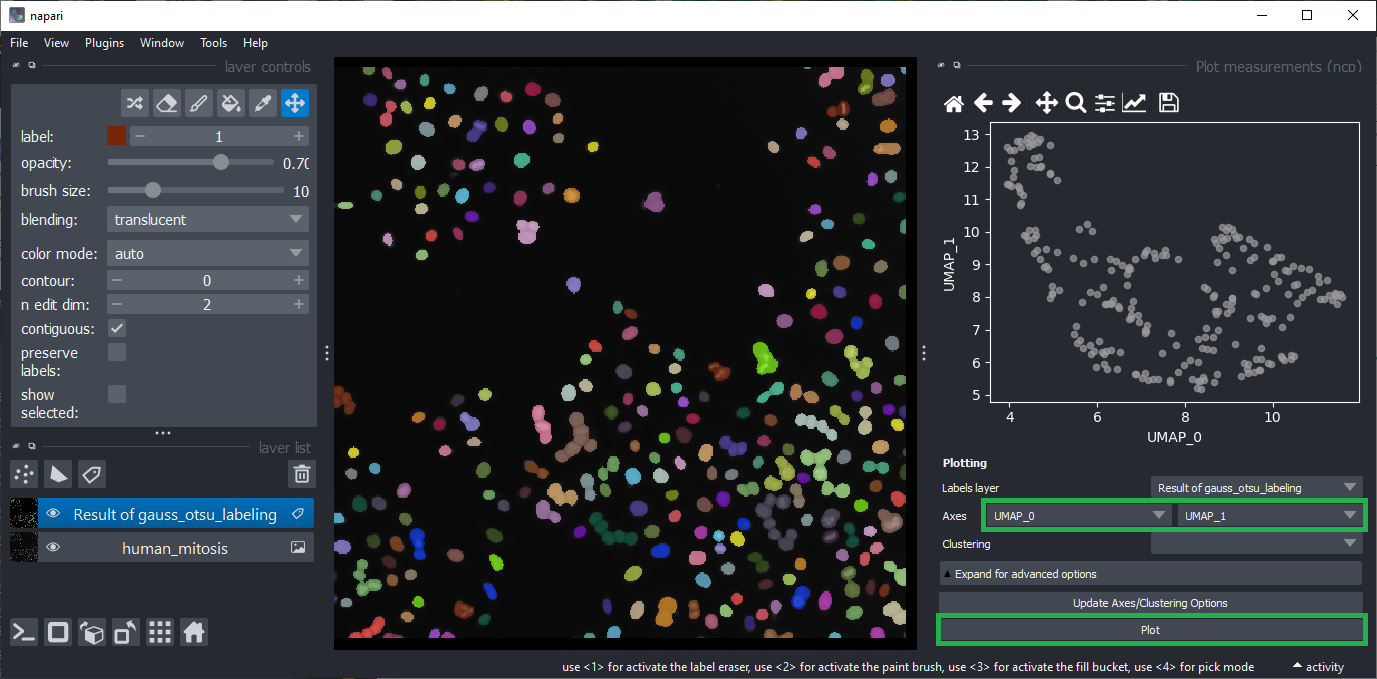 napari
File View Plugins Window Tools Help
layer controls
label: 1
opacity: 0.70
brush size: 10
blending: translucent
color mode: auto
contour: 0
n edit dim: 2
contiguous:
preserve
labels:
show
selected:
layer list
Result of gauss_otsu_labeling
human_mitosis
Plot measurements (ncp)
13
12
11
10
9
8
7
6
5
UMAP_1
4 6 8 10
UMAP_0
Plotting
Labels layer Result of gauss_otsu_labeling
Axes UMAP_0 UMAP_1
Clustering
Expand for advanced options
Update Axes/Clustering Options
Plot
use <1> for activate the label eraser, use <2> for activate the paint brush, use <3> for activate the fill bucket, use <4> for pick mode
activity